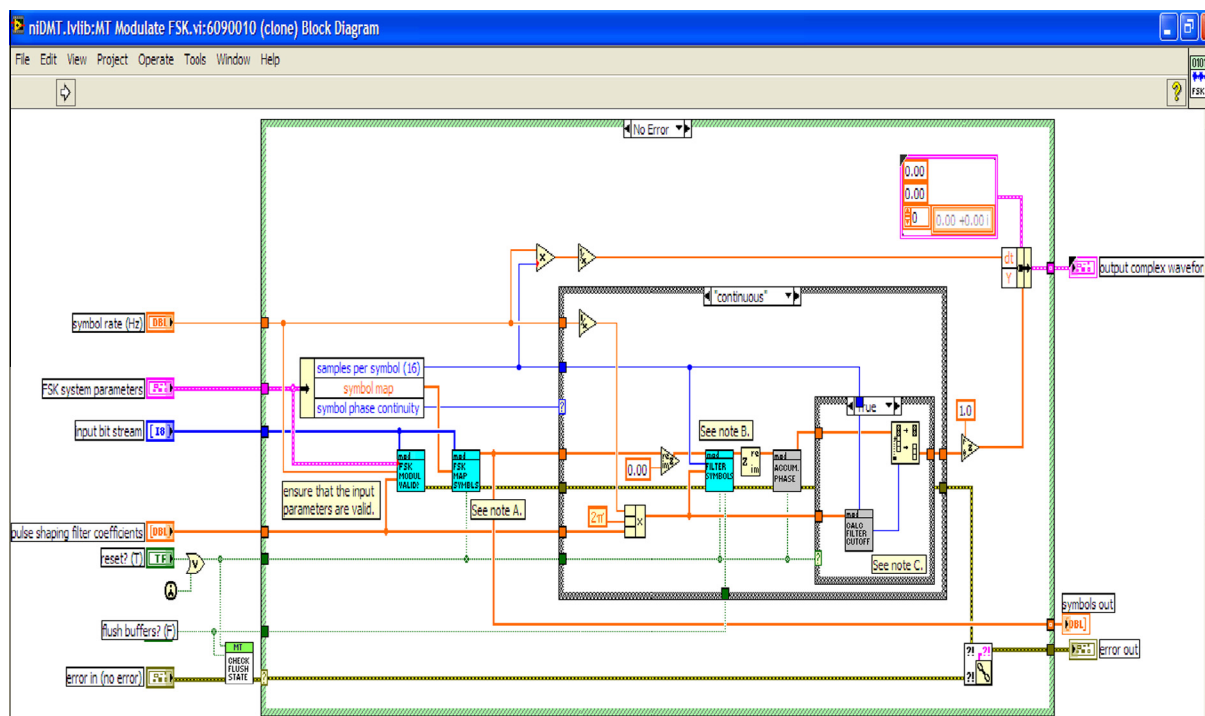 niDMT.lvlib:MT Modulate FSK.vi:6090010 (clone) Block Diagram
File Edit View Project Operate Tools Window Help
?
FSK
No Error
0.00
0.00
0
0.00 +0.00 i
dt
Y
output complex wavefor
x
"continuous"
symbol rate (Hz)
DBL
samples per symbol (16)
symbol map
symbol phase continuity
FSK system parameters
input bit stream
[I8]
True
1.0
See note B.
0.00
re
im
FSK
MODUL
VALID?
FSK
MAP
SYMBLS
FILTER
SYMBOLS
ACCUM.
PHASE
ensure that the input
parameters are valid.
See note A.
2π
x
CALC
FILTER
CUTOFF
See note C.
pulse shaping filter coefficients
[DBL]
reset? (T)
TF
V
i
flush buffers? (F)
MT
CHECK
FLUSH
STATE
error in (no error)
symbols out
DBL]
error out
?!
?!
?!